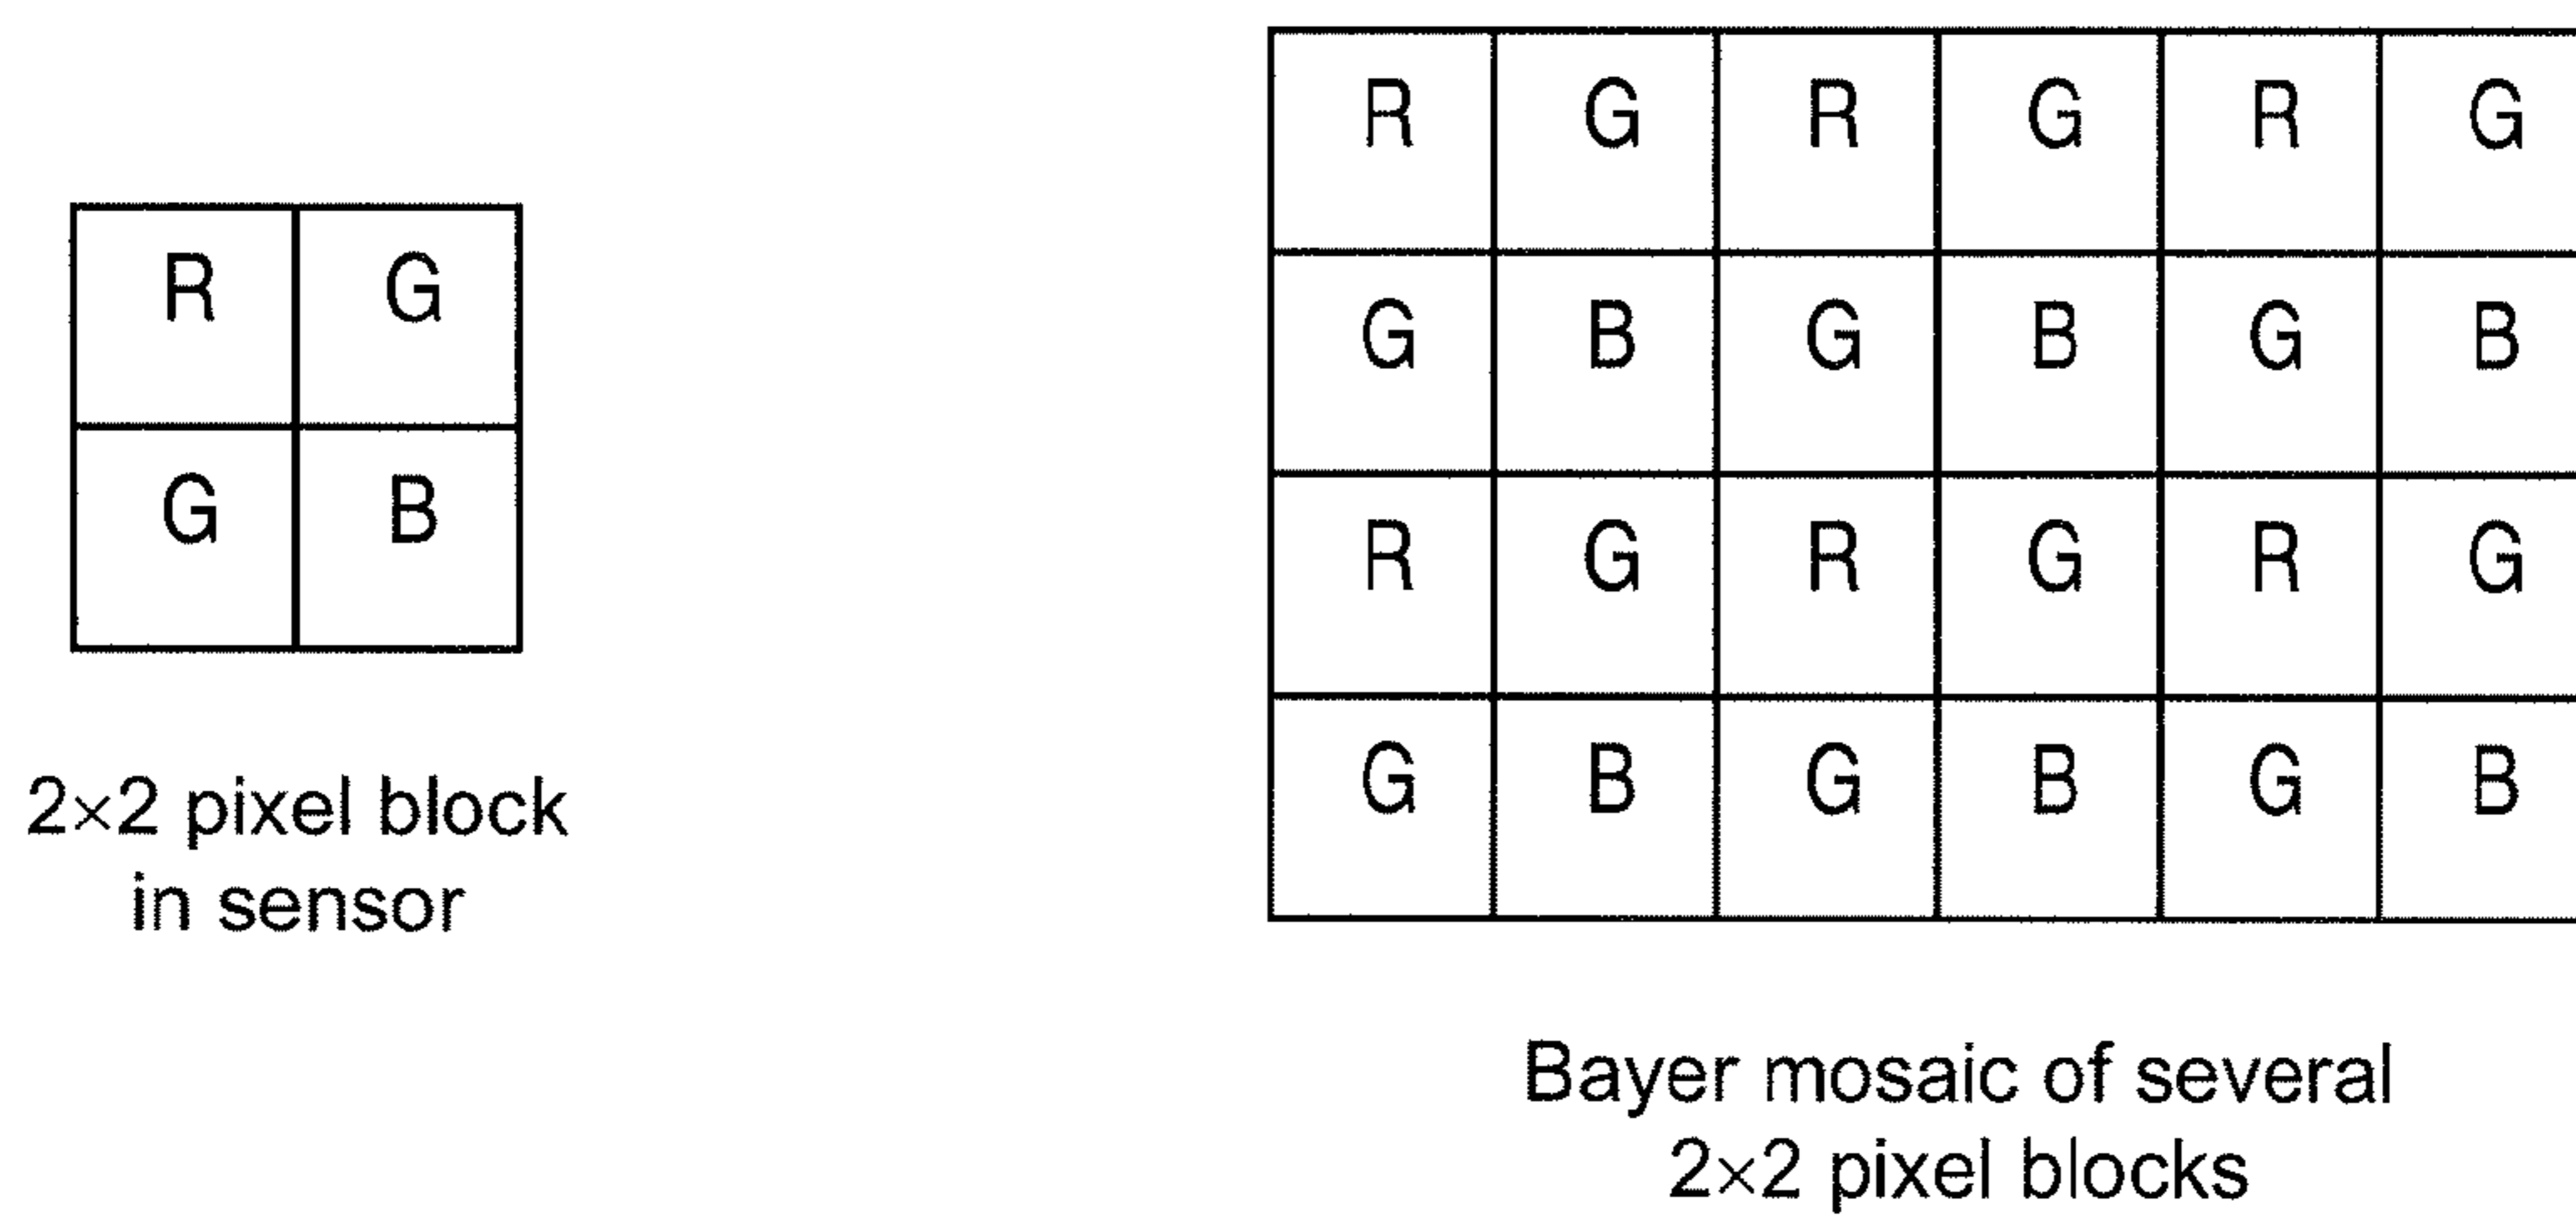 R G
G B
2×2 pixel block
in sensor
R G R G R G
G B G B G B
R G R G R G
G B G B G B
Bayer mosaic of several
2×2 pixel blocks